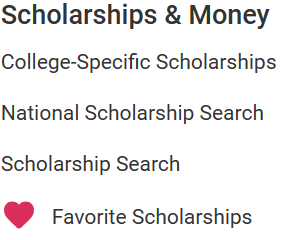 Scholarships & Money
College-Specific Scholarships
National Scholarship Search
Scholarship Search
Favorite Scholarships